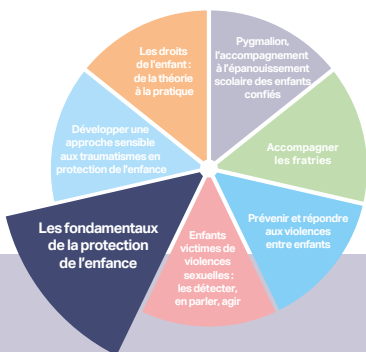 Les droits
de l'enfant :
de la théorie
à la pratique
Pygmalion,
l'accompagnement
à l'épanouissement
scolaire des enfants
confiés
Accompagner
les fratries
Prévenir et répondre
aux violences
entre enfants
Enfants
victimes de
violences
sexuelles :
les détecter,
en parler, agir
Les fondamentaux
de la protection
de l'enfance
Développer une
approche sensible
aux traumatismes en
protection de l'enfance